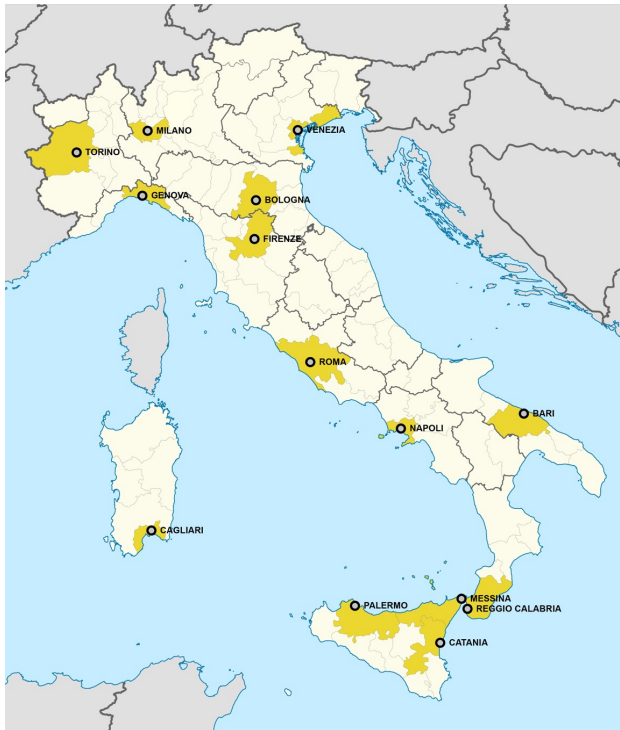 MILANO
VENEZIA
TORINO
GENOVA
BOLOGNA
FIRENZE
ROMA
BARI
NAPOLI
CAGLIARI
MESSINA
PALERMO
REGGIO CALABRIA
CATANIA